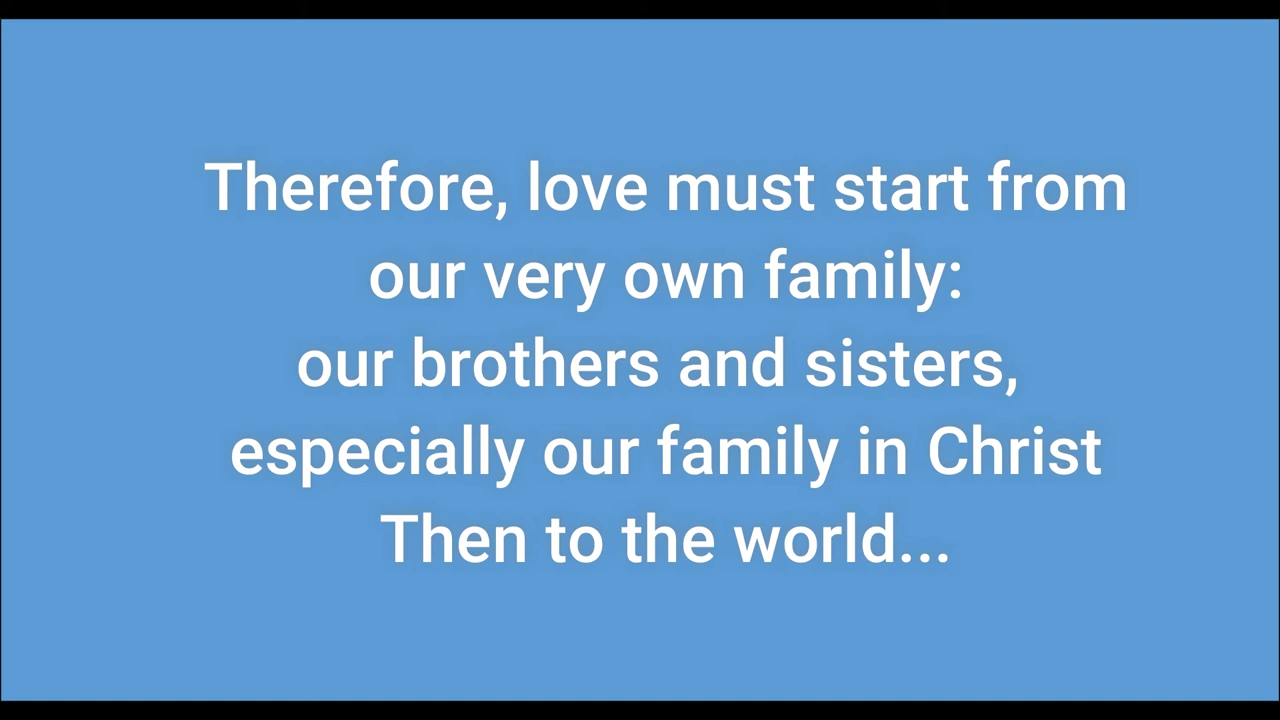 Therefore, love must start from
our very own family:
our brothers and sisters,
especially our family in Christ
Then to the world...